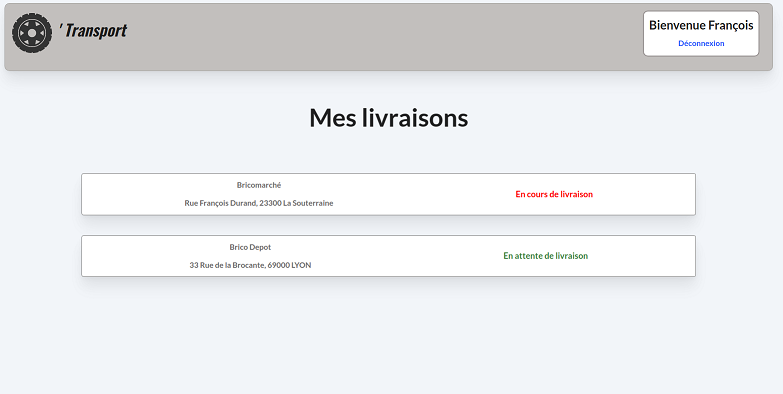 ' Transport
Bienvenue François
Déconnexion
Mes livraisons
Bricomarché
Rue François Durand, 23300 La Souterraine
En cours de livraison
Brico Depot
33 Rue de la Brocante, 69000 LYON
En attente de livraison